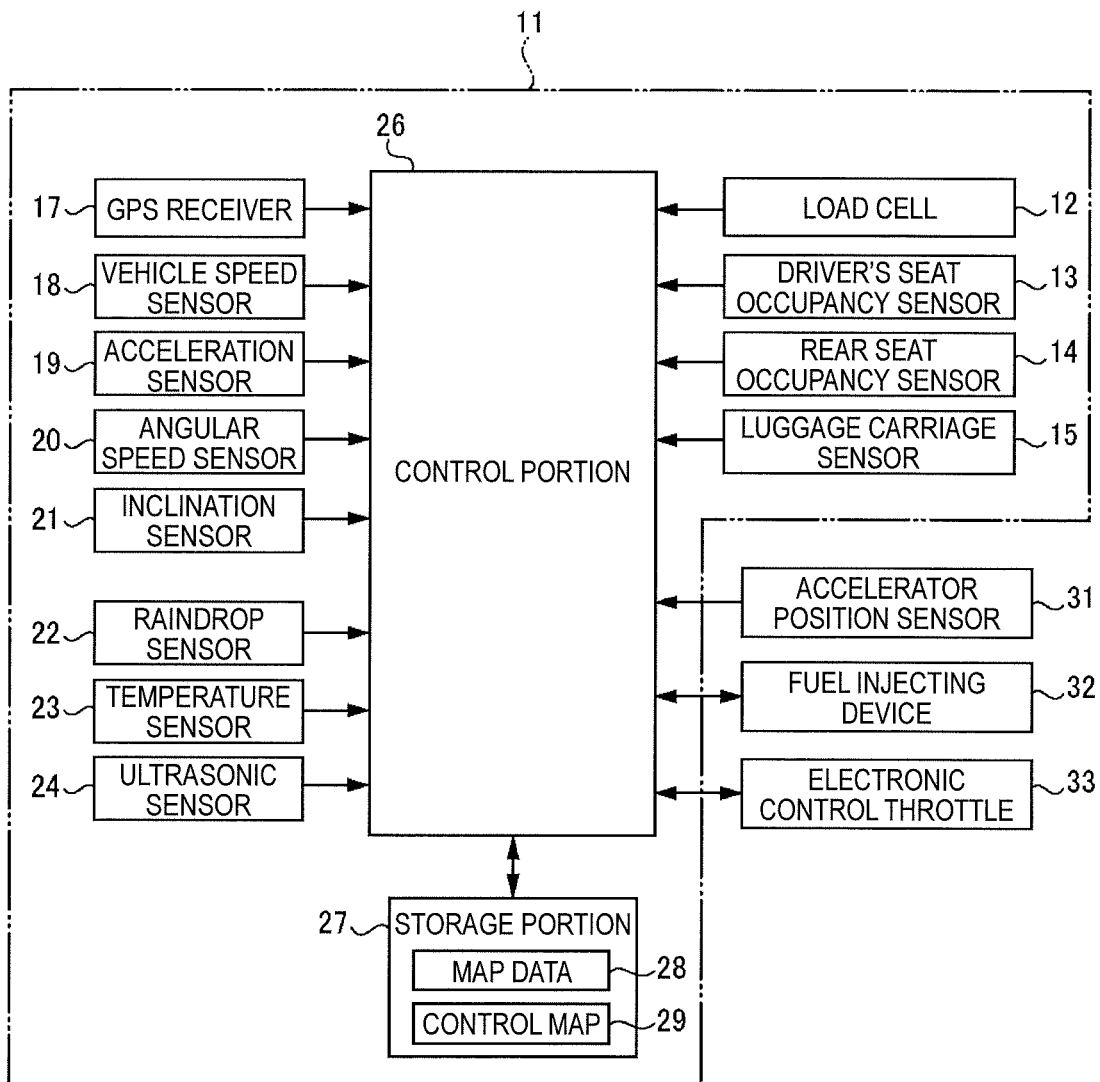 11
26
17
GPS RECEIVER
18
VEHICLE SPEED
SENSOR
19
ACCELERATION
SENSOR
20
ANGULAR
SPEED SENSOR
21
INCLINATION
SENSOR
22
RAINDROP
SENSOR
23
TEMPERATURE
SENSOR
24
ULTRASONIC
SENSOR
CONTROL PORTION
LOAD CELL
12
DRIVER'S SEAT
OCCUPANCY SENSOR
13
REAR SEAT
OCCUPANCY SENSOR
14
LUGGAGE CARRIAGE
SENSOR
15
ACCELERATOR
POSITION SENSOR
31
FUEL INJECTING
DEVICE
32
ELECTRONIC
CONTROL THROTTLE
33
27
STORAGE PORTION
MAP DATA
28
CONTROL MAP
29